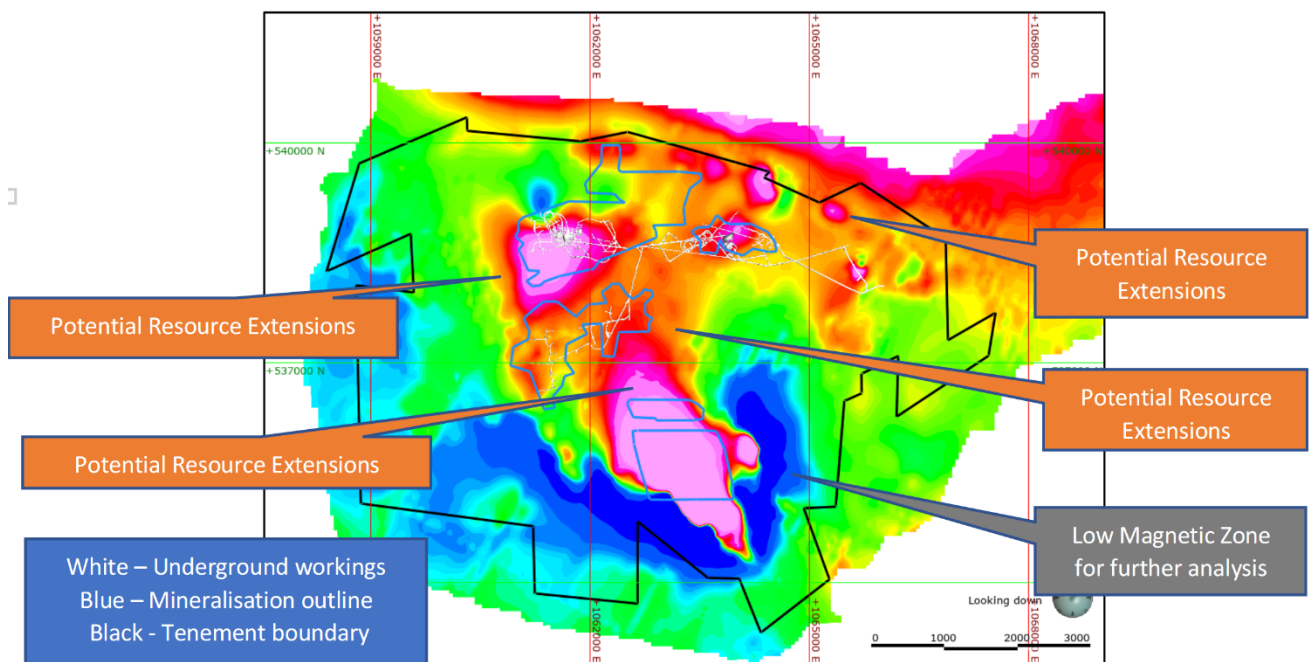 +1059000 E
+1062000 E
+1065000 E
+1068000 E
+540000 N
+540000 N
Potential Resource
Extensions
Potential Resource Extensions
+537000 N
Potential Resource
Extensions
Potential Resource Extensions
Low Magnetic Zone
for further analysis
White – Underground workings
Blue – Mineralisation outline
Black - Tenement boundary
Looking down
+1062000 E
+1065000 E
+1068000 E
0
1000
2000
3000